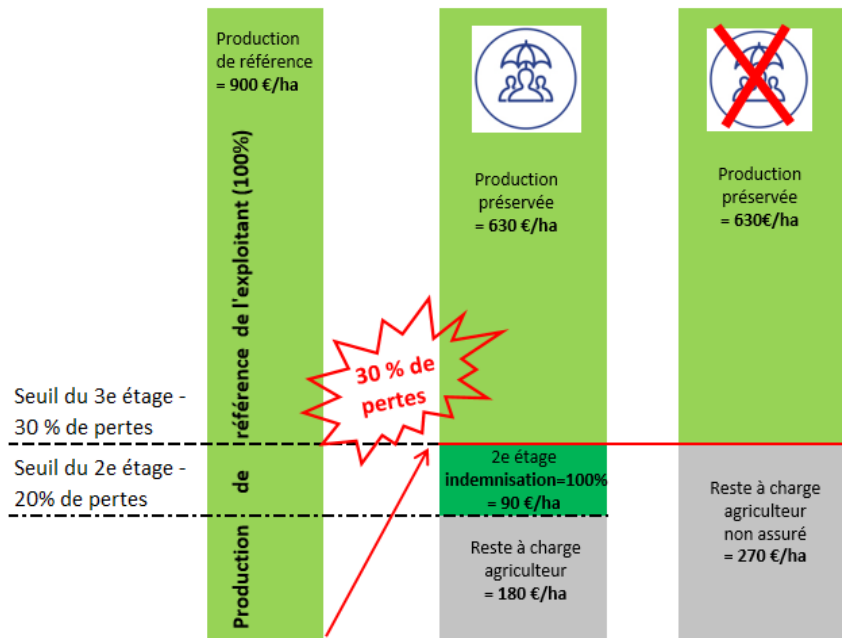 Production
de référence
= 900 €/ha
Production de référence de l'exploitant (100%)
Production
préservée
= 630 €/ha
Production
préservée
= 630€/ha
30 % de
pertes
Seuil du 3e étage -
30 % de pertes
Seuil du 2e étage -
20% de pertes
2e étage
indemnisation=100%
= 90 €/ha
Reste à charge
agriculteur
= 180 €/ha
Reste à charge
agriculteur
non assuré
= 270 €/ha